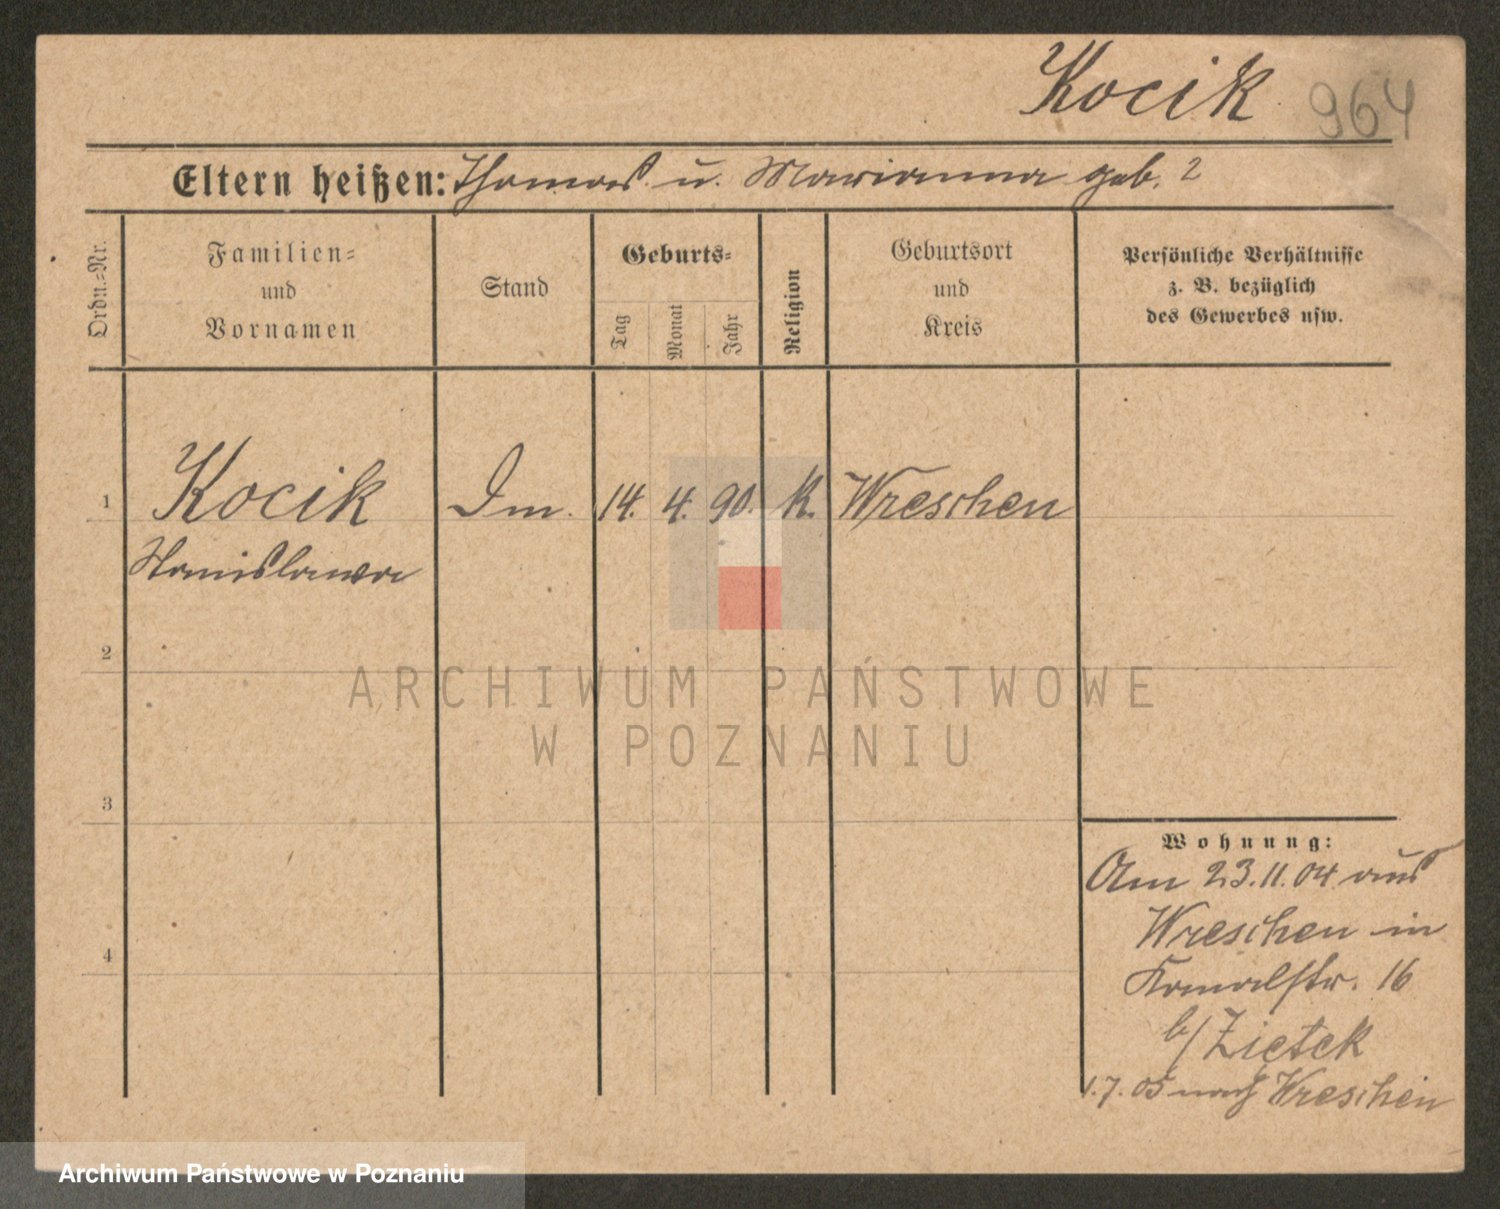 Kocik 964
Eltern heißen: Thomas u. Marianna geb. ?
Ordn.=Nr.
Familien=
und
Vornamen
Stand
Geburts=
Tag
Monat
Jahr
Religion
Geburtsort
und
Kreis
Persönliche Verhältnisse
z. B. bezüglich
des Gewerbes usw.
1 Kocik Dm. 14. 4. 90. K. Wreschen
Stanislawa
2
3
4
Wohnung:
Am 23.11.04 aus
Wreschen in
Kanalstr. 16
b/Ziętek
1.7.05 nach Wreschen
ARCHIWUM PAŃSTWOWE
W POZNANIU
Archiwum Państwowe w Poznaniu